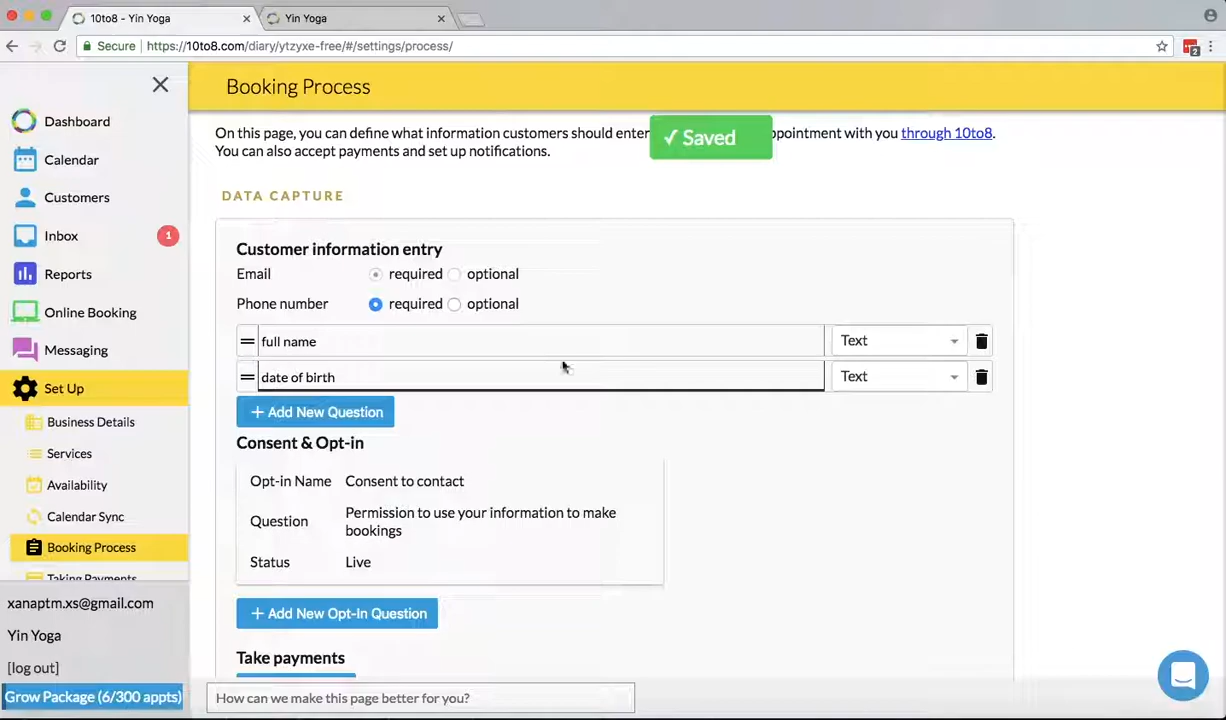 10to8 - Yin Yoga
Yin Yoga
Secure https://10to8.com/diary/ytzyxe-free/#/settings/process/
2
Booking Process
Dashboard
Calendar
Customers
Inbox 1
Reports
Online Booking
Messaging
Set Up
Business Details
Services
Availability
Calendar Sync
Booking Process
Taking Payments
xanaptm.xs@gmail.com
Yin Yoga
[log out]
Grow Package (6/300 appts)
On this page, you can define what information customers should enter ppointment with you through 10to8.
✓ Saved
You can also accept payments and set up notifications.
DATA CAPTURE
Customer information entry
Email required optional
Phone number required optional
full name Text
date of birth Text
+ Add New Question
Consent & Opt-in
Opt-in Name Consent to contact
Question Permission to use your information to make
bookings
Status Live
+ Add New Opt-In Question
Take payments
How can we make this page better for you?